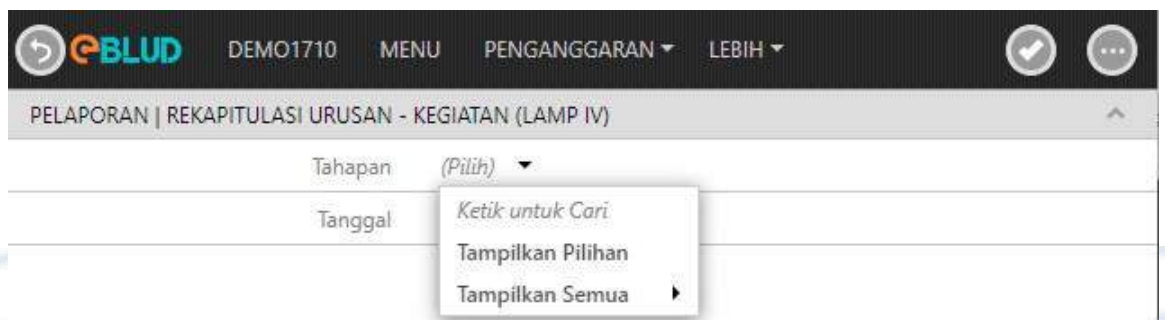 eBLUD DEMO1710 MENU PENGANGGARAN LEBIH
PELAPORAN | REKAPITULASI URUSAN - KEGIATAN (LAMP IV)
Tahapan (Pilih)
Tanggal
Ketik untuk Cari
Tampilkan Pilihan
Tampilkan Semua